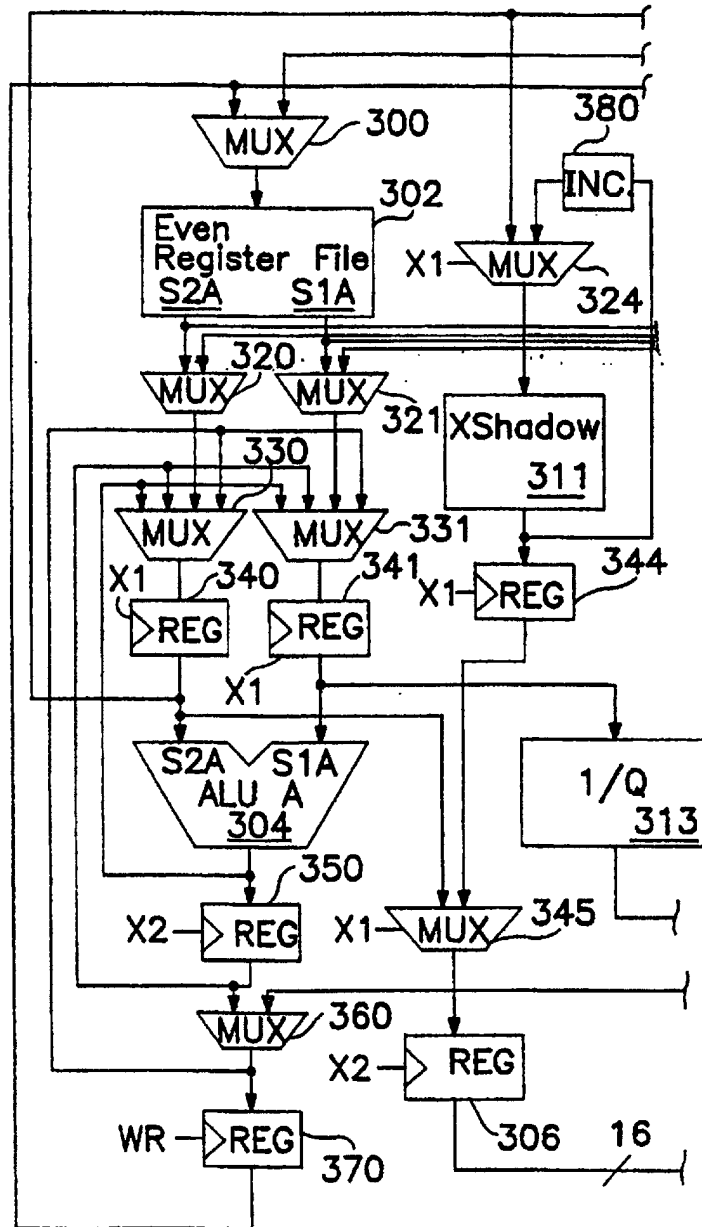 380
MUX
300
INC.
302
Even
Register File
S2A
S1A
X1
MUX
324
320
MUX
MUX
321
XShadow
311
330
MUX
MUX
331
X1
340
341
344
REG
REG
X1
REG
X1
S2A
S1A
ALU A
304
1/Q
313
350
X2
REG
X1
MUX
345
MUX
360
X2
REG
306
WR
REG
370
16